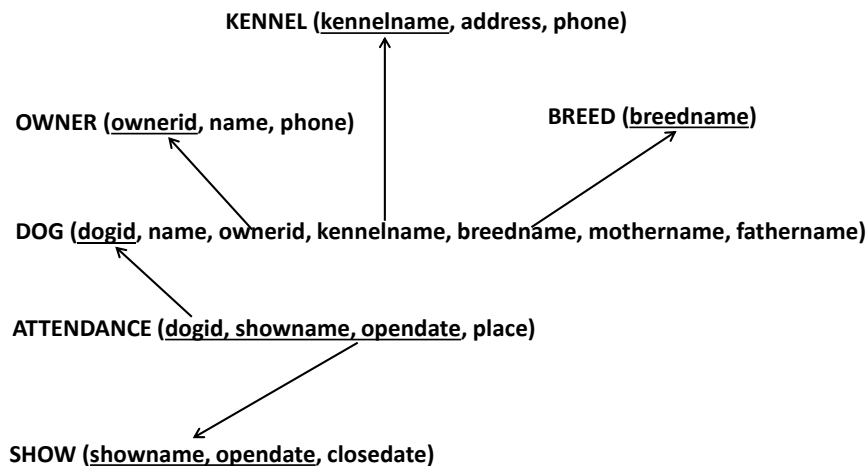 KENNEL (kennelname, address, phone)
OWNER (ownerid, name, phone)
BREED (breedname)
DOG (dogid, name, ownerid, kennelname, breedname, mothername, fathername)
ATTENDANCE (dogid, showname, opendate, place)
SHOW (showname, opendate, closedate)